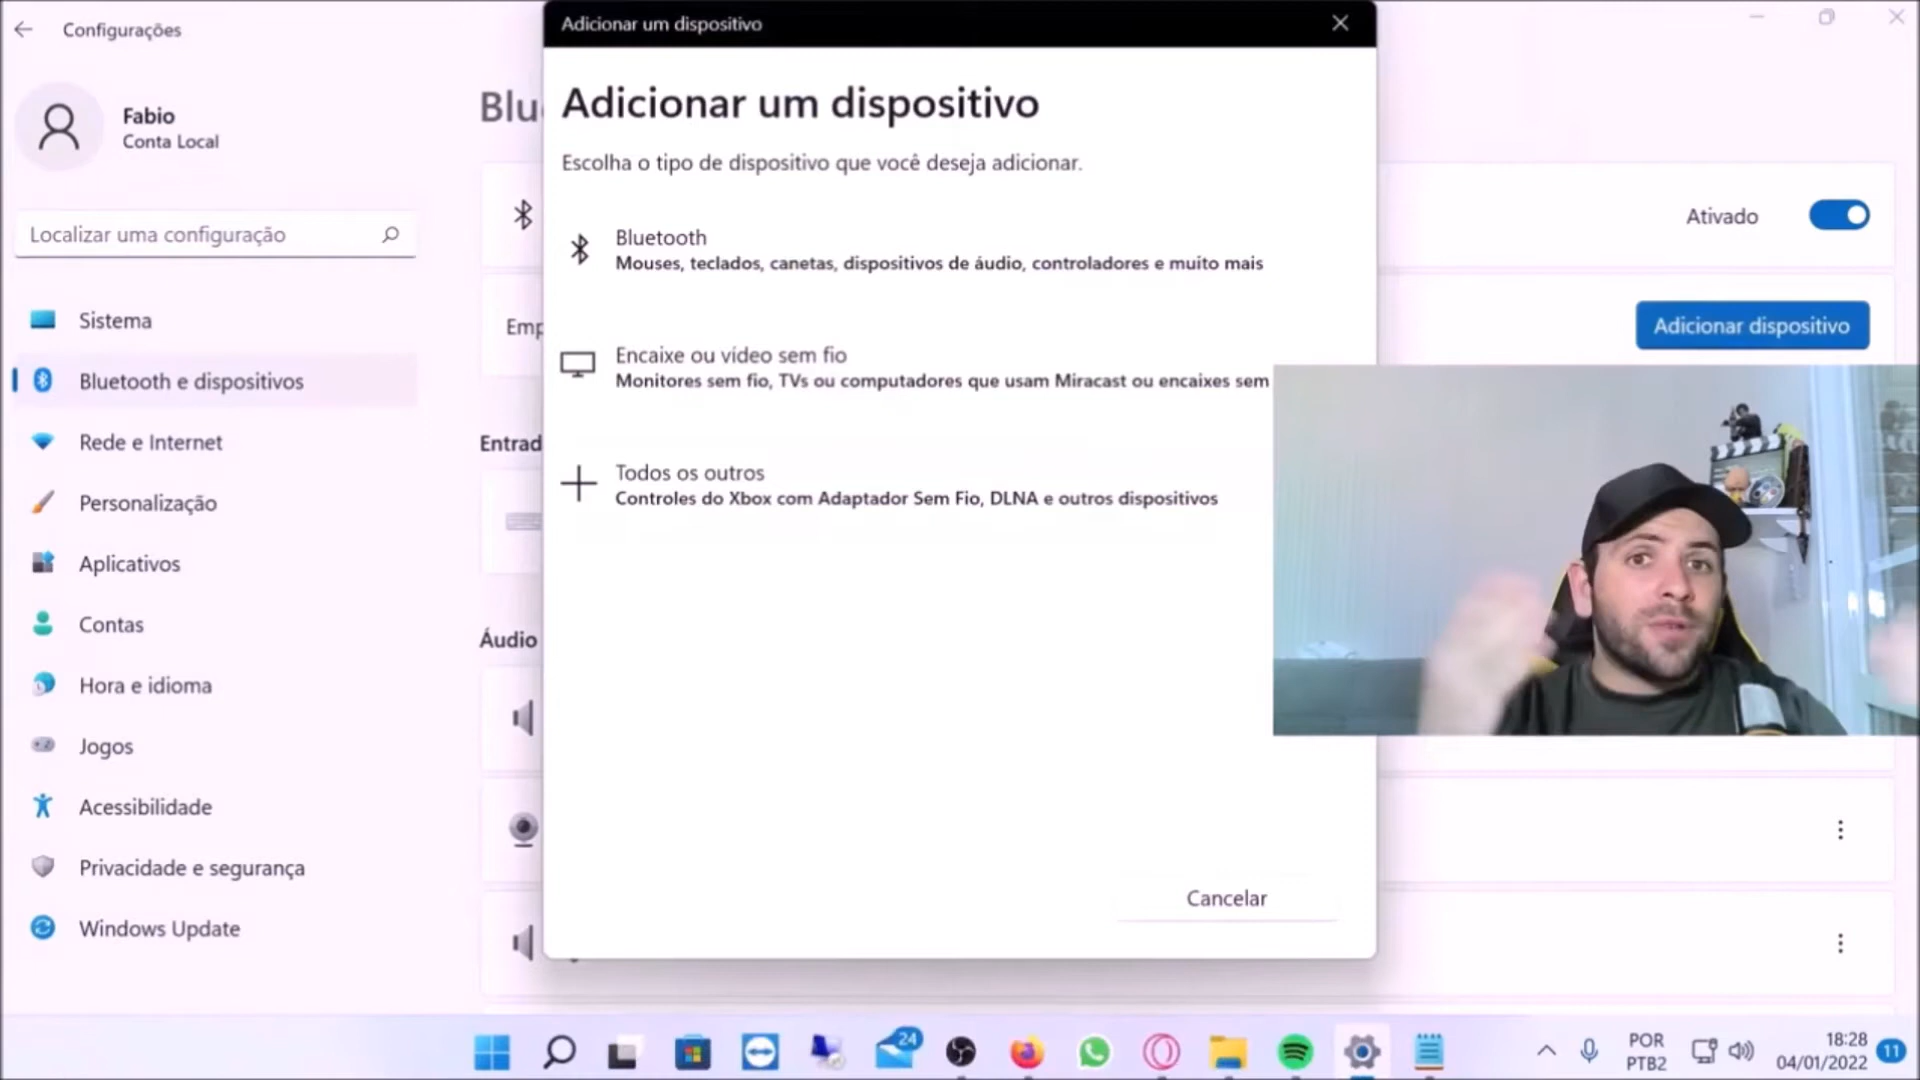 Configurações
Fabio
Conta Local
Localizar uma configuração
Sistema
Bluetooth e dispositivos
Rede e Internet
Personalização
Aplicativos
Contas
Hora e idioma
Jogos
Acessibilidade
Privacidade e segurança
Windows Update
Blu
Emp
Entrad
Áudio
Ativado
Adicionar dispositivo
Adicionar um dispositivo
Adicionar um dispositivo
Escolha o tipo de dispositivo que você deseja adicionar.
Bluetooth
Mouses, teclados, canetas, dispositivos de áudio, controladores e muito mais
Encaixe ou vídeo sem fio
Monitores sem fio, TVs ou computadores que usam Miracast ou encaixes sem
Todos os outros
Controles do Xbox com Adaptador Sem Fio, DLNA e outros dispositivos
Cancelar
24
POR
PTB2
18:28
04/01/2022
11